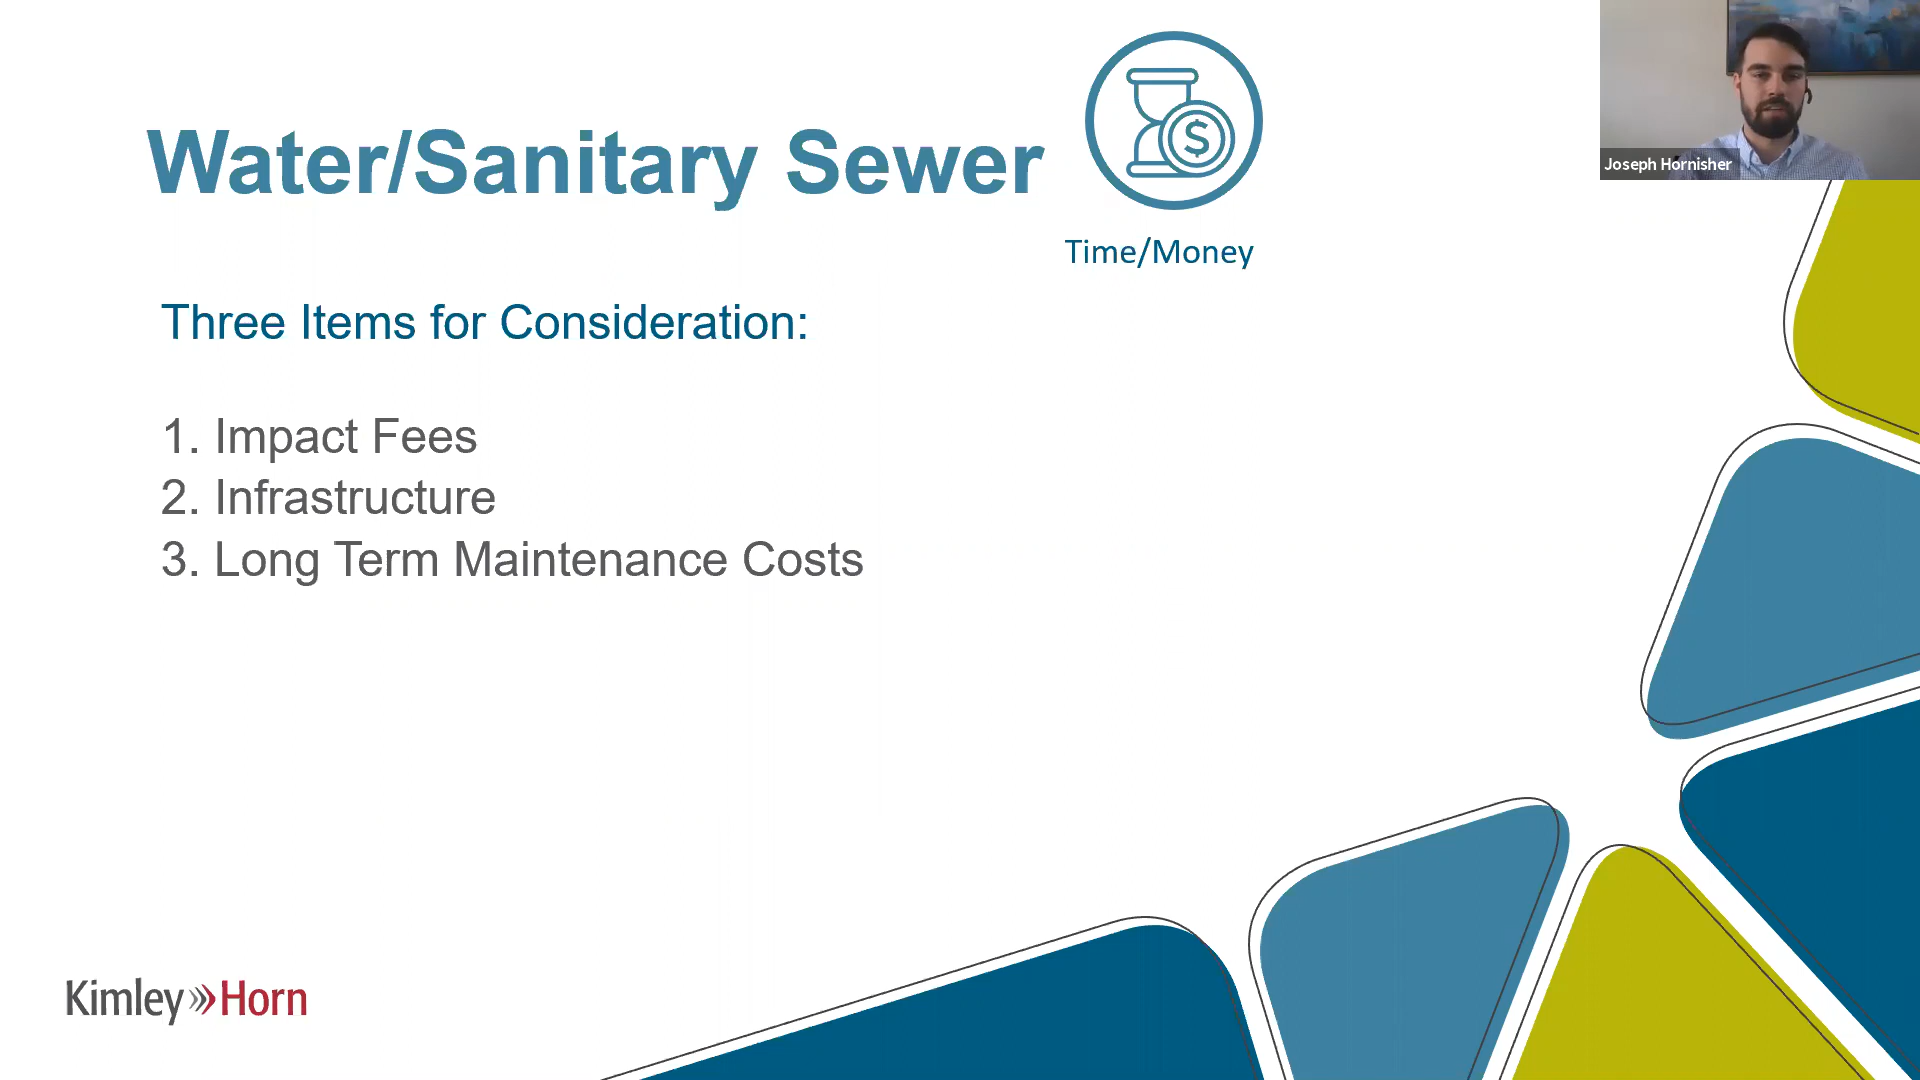 Water/Sanitary Sewer
$
Time/Money
Joseph Hornisher
Three Items for Consideration:
1. Impact Fees
2. Infrastructure
3. Long Term Maintenance Costs
Kimley»Horn